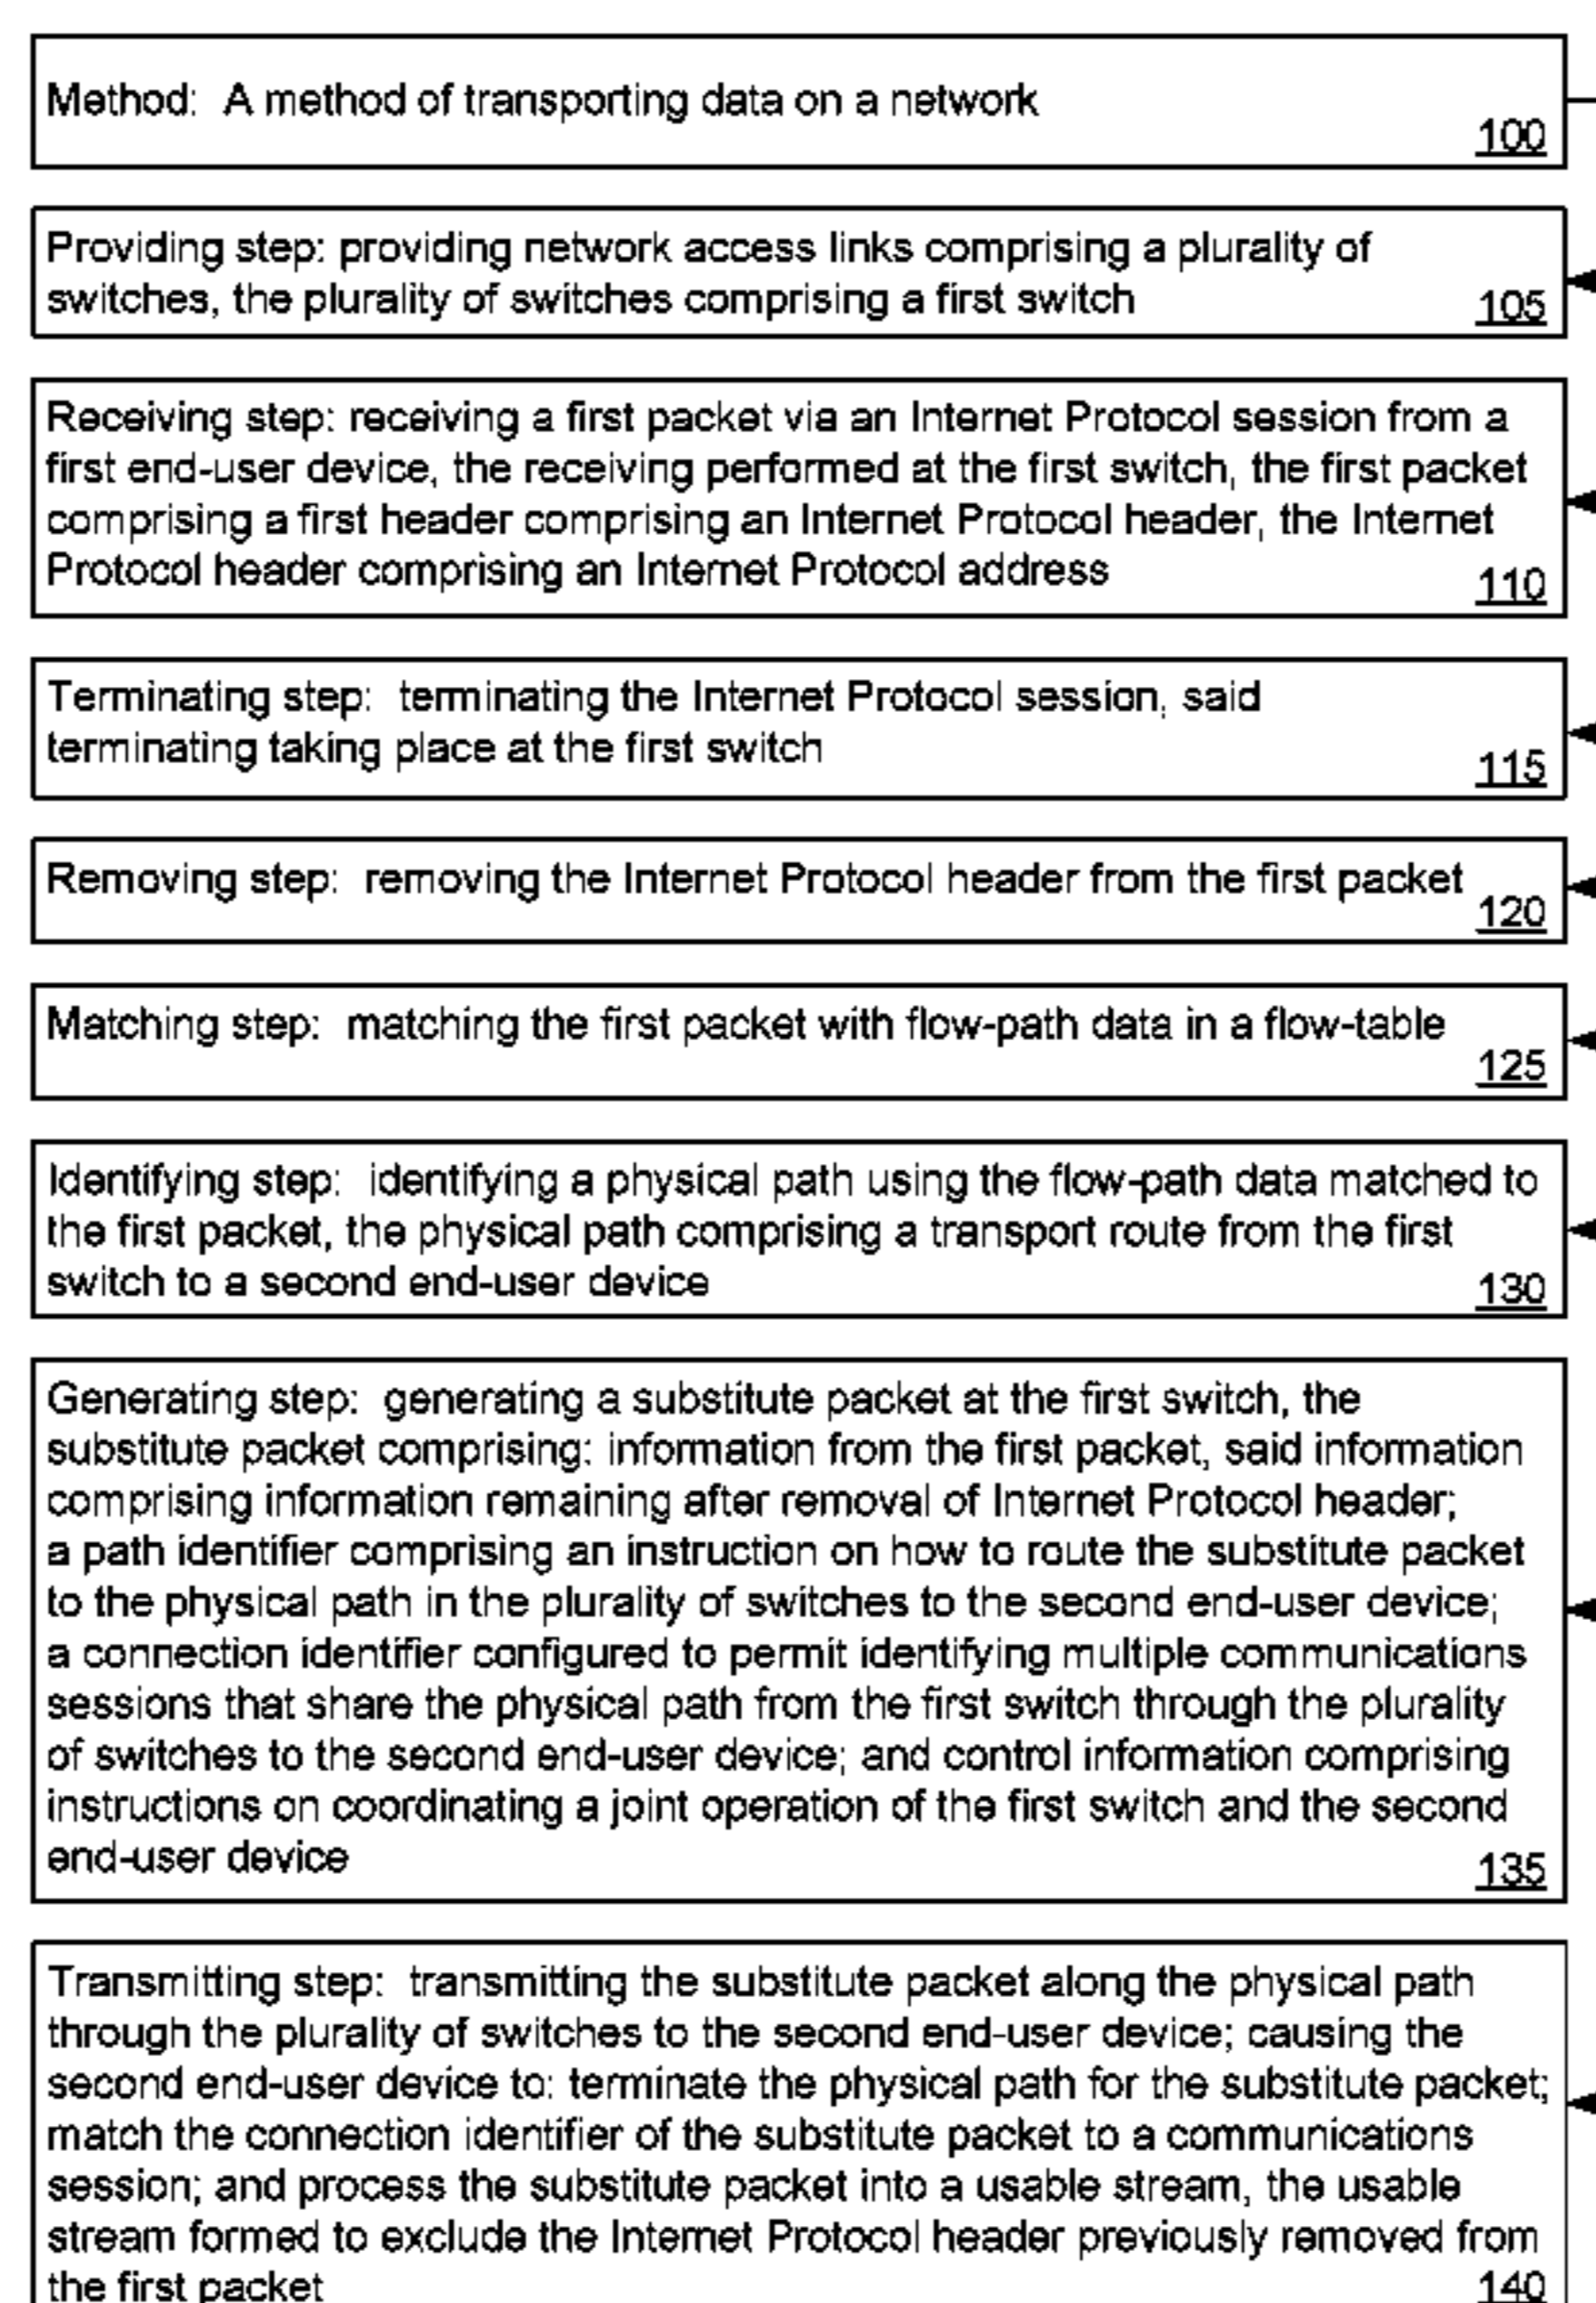 Method: A method of transporting data on a network
100
Providing step: providing network access links comprising a plurality of
switches, the plurality of switches comprising a first switch
105
Receiving step: receiving a first packet via an Internet Protocol session from a
first end-user device, the receiving performed at the first switch, the first packet
comprising a first header comprising an Internet Protocol header, the Internet
Protocol header comprising an Internet Protocol address
110
Terminating step: terminating the Internet Protocol session, said
terminating taking place at the first switch
115
Removing step: removing the Internet Protocol header from the first packet
120
Matching step: matching the first packet with flow-path data in a flow-table
125
Identifying step: identifying a physical path using the flow-path data matched to
the first packet, the physical path comprising a transport route from the first
switch to a second end-user device
130
Generating step: generating a substitute packet at the first switch, the
substitute packet comprising: information from the first packet, said information
comprising information remaining after removal of Internet Protocol header;
a path identifier comprising an instruction on how to route the substitute packet
to the physical path in the plurality of switches to the second end-user device;
a connection identifier configured to permit identifying multiple communications
sessions that share the physical path from the first switch through the plurality
of switches to the second end-user device; and control information comprising
instructions on coordinating a joint operation of the first switch and the second
end-user device
135
Transmitting step: transmitting the substitute packet along the physical path
through the plurality of switches to the second end-user device; causing the
second end-user device to: terminate the physical path for the substitute packet;
match the connection identifier of the substitute packet to a communications
session; and process the substitute packet into a usable stream, the usable
stream formed to exclude the Internet Protocol header previously removed from
the first packet
140